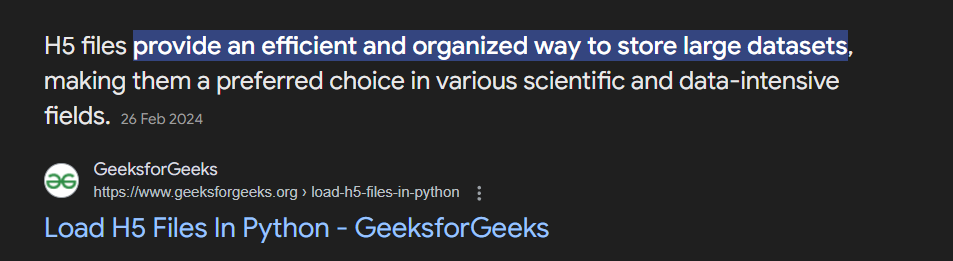 H5 files provide an efficient and organized way to store large datasets,
making them a preferred choice in various scientific and data-intensive
fields. 26 Feb 2024
GeeksforGeeks
https://www.geeksforgeeks.org › load-h5-files-in-python
Load H5 Files In Python - GeeksforGeeks